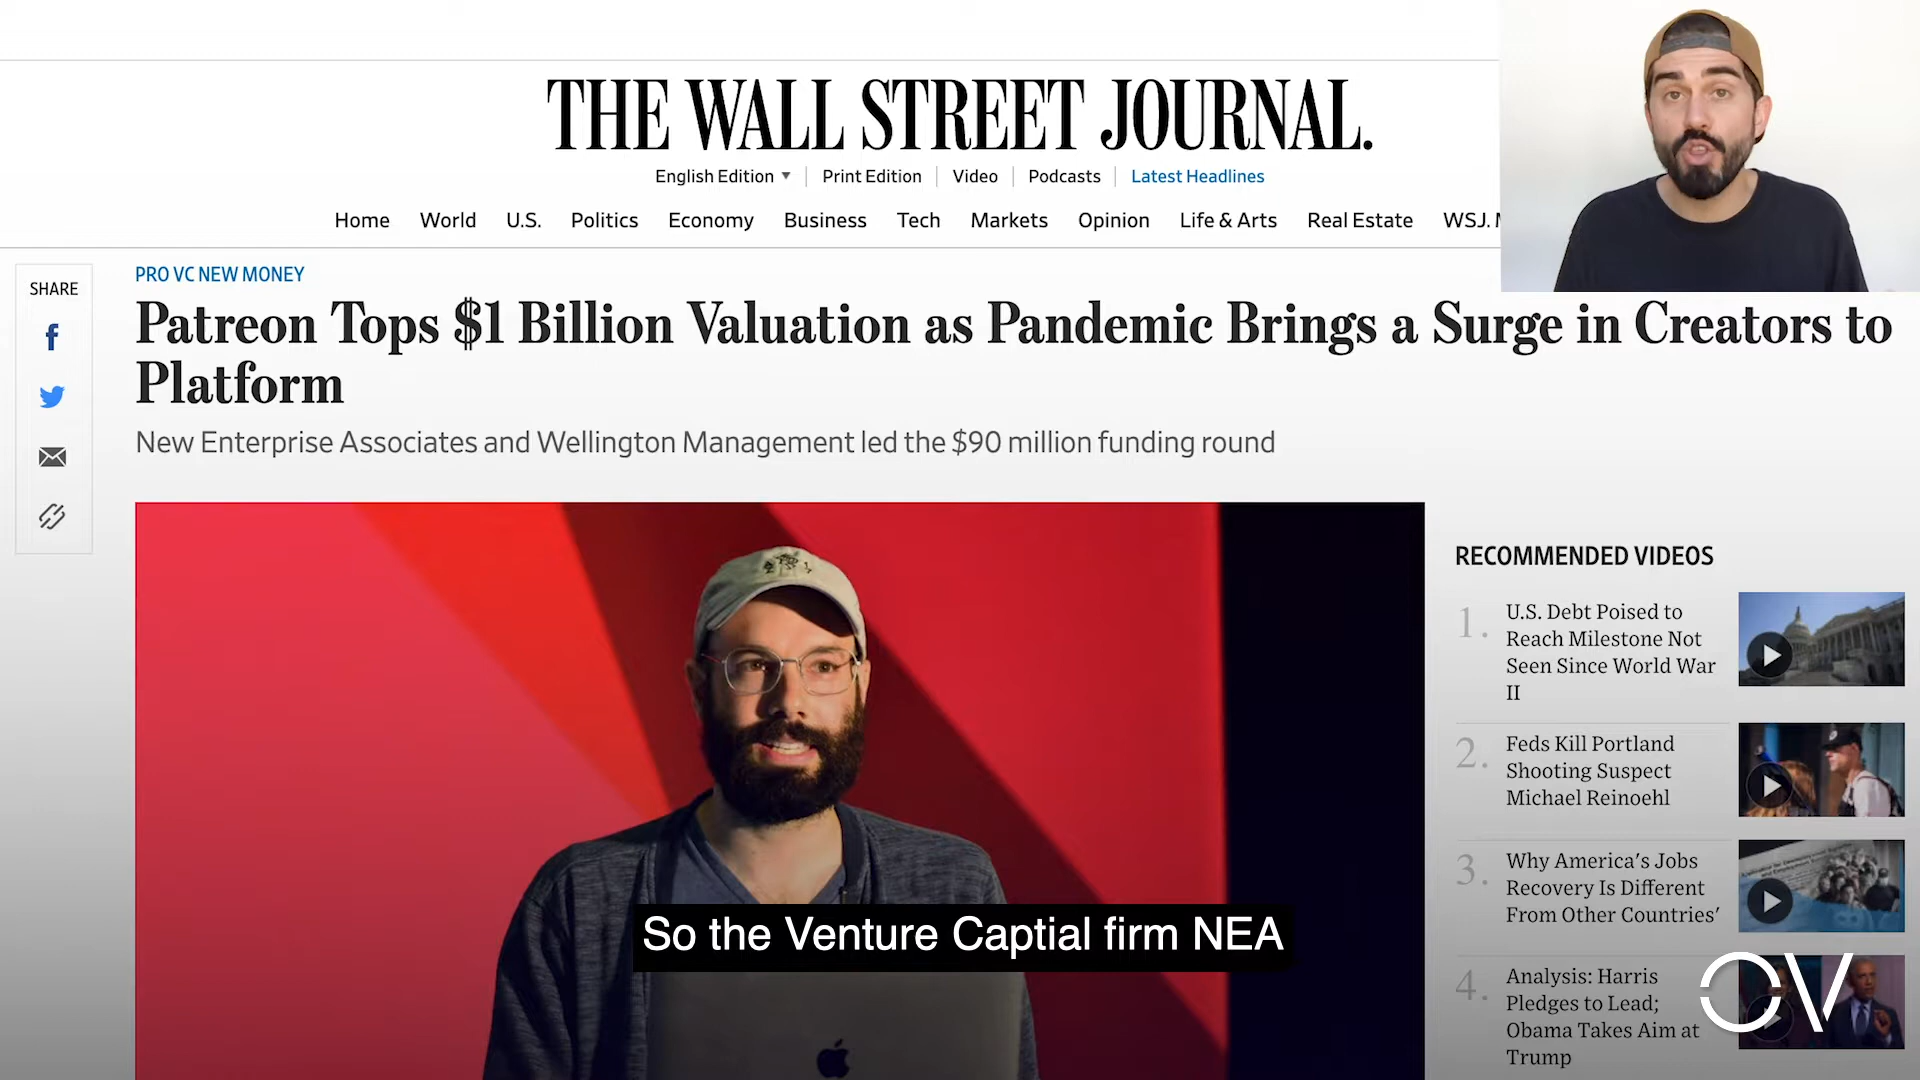 THE WALL STREET JOURNAL.
English Edition Print Edition Video Podcasts Latest Headlines
Home World U.S. Politics Economy Business Tech Markets Opinion Life & Arts Real Estate WSJ.
SHARE
PRO VC NEW MONEY
Patreon Tops $1 Billion Valuation as Pandemic Brings a Surge in Creators to
Platform
New Enterprise Associates and Wellington Management led the $90 million funding round
So the Venture Captial firm NEA
RECOMMENDED VIDEOS
1. U.S. Debt Poised to
Reach Milestone Not
Seen Since World War
II
2. Feds Kill Portland
Shooting Suspect
Michael Reinoehl
3. Why America's Jobs
Recovery Is Different
From Other Countries'
4. Analysis: Harris
Pledges to Lead;
Obama Takes Aim at
Trump
OV